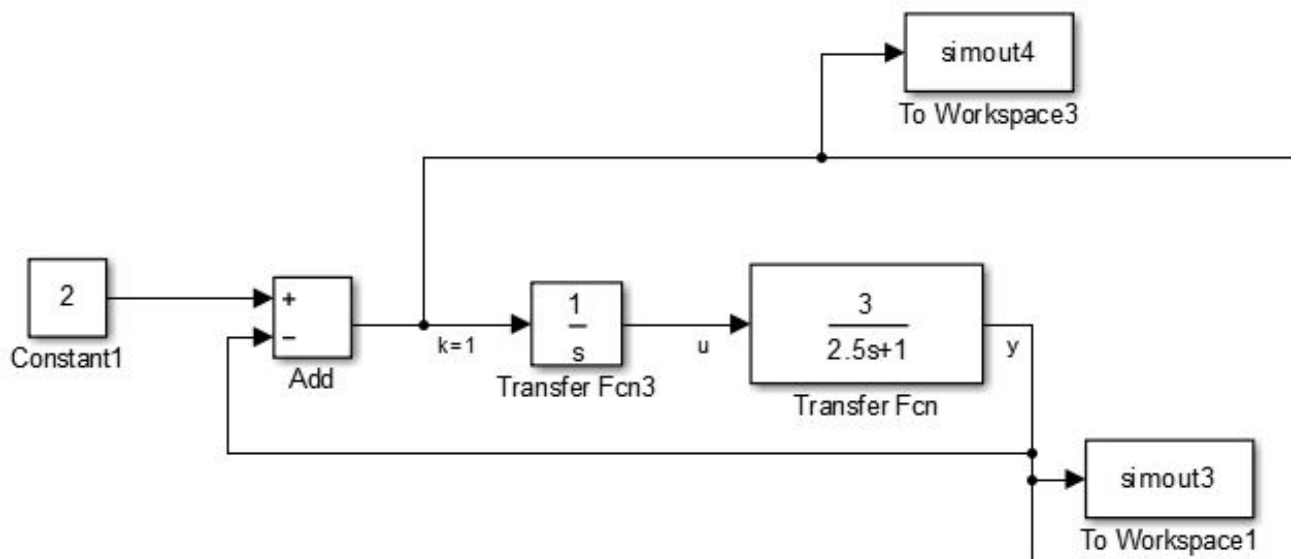 simout4
To Workspace3
2
Constant1
+
−
Add
k=1
1
s
Transfer Fcn3
u
3
2.5s+1
Transfer Fcn
y
simout3
To Workspace1